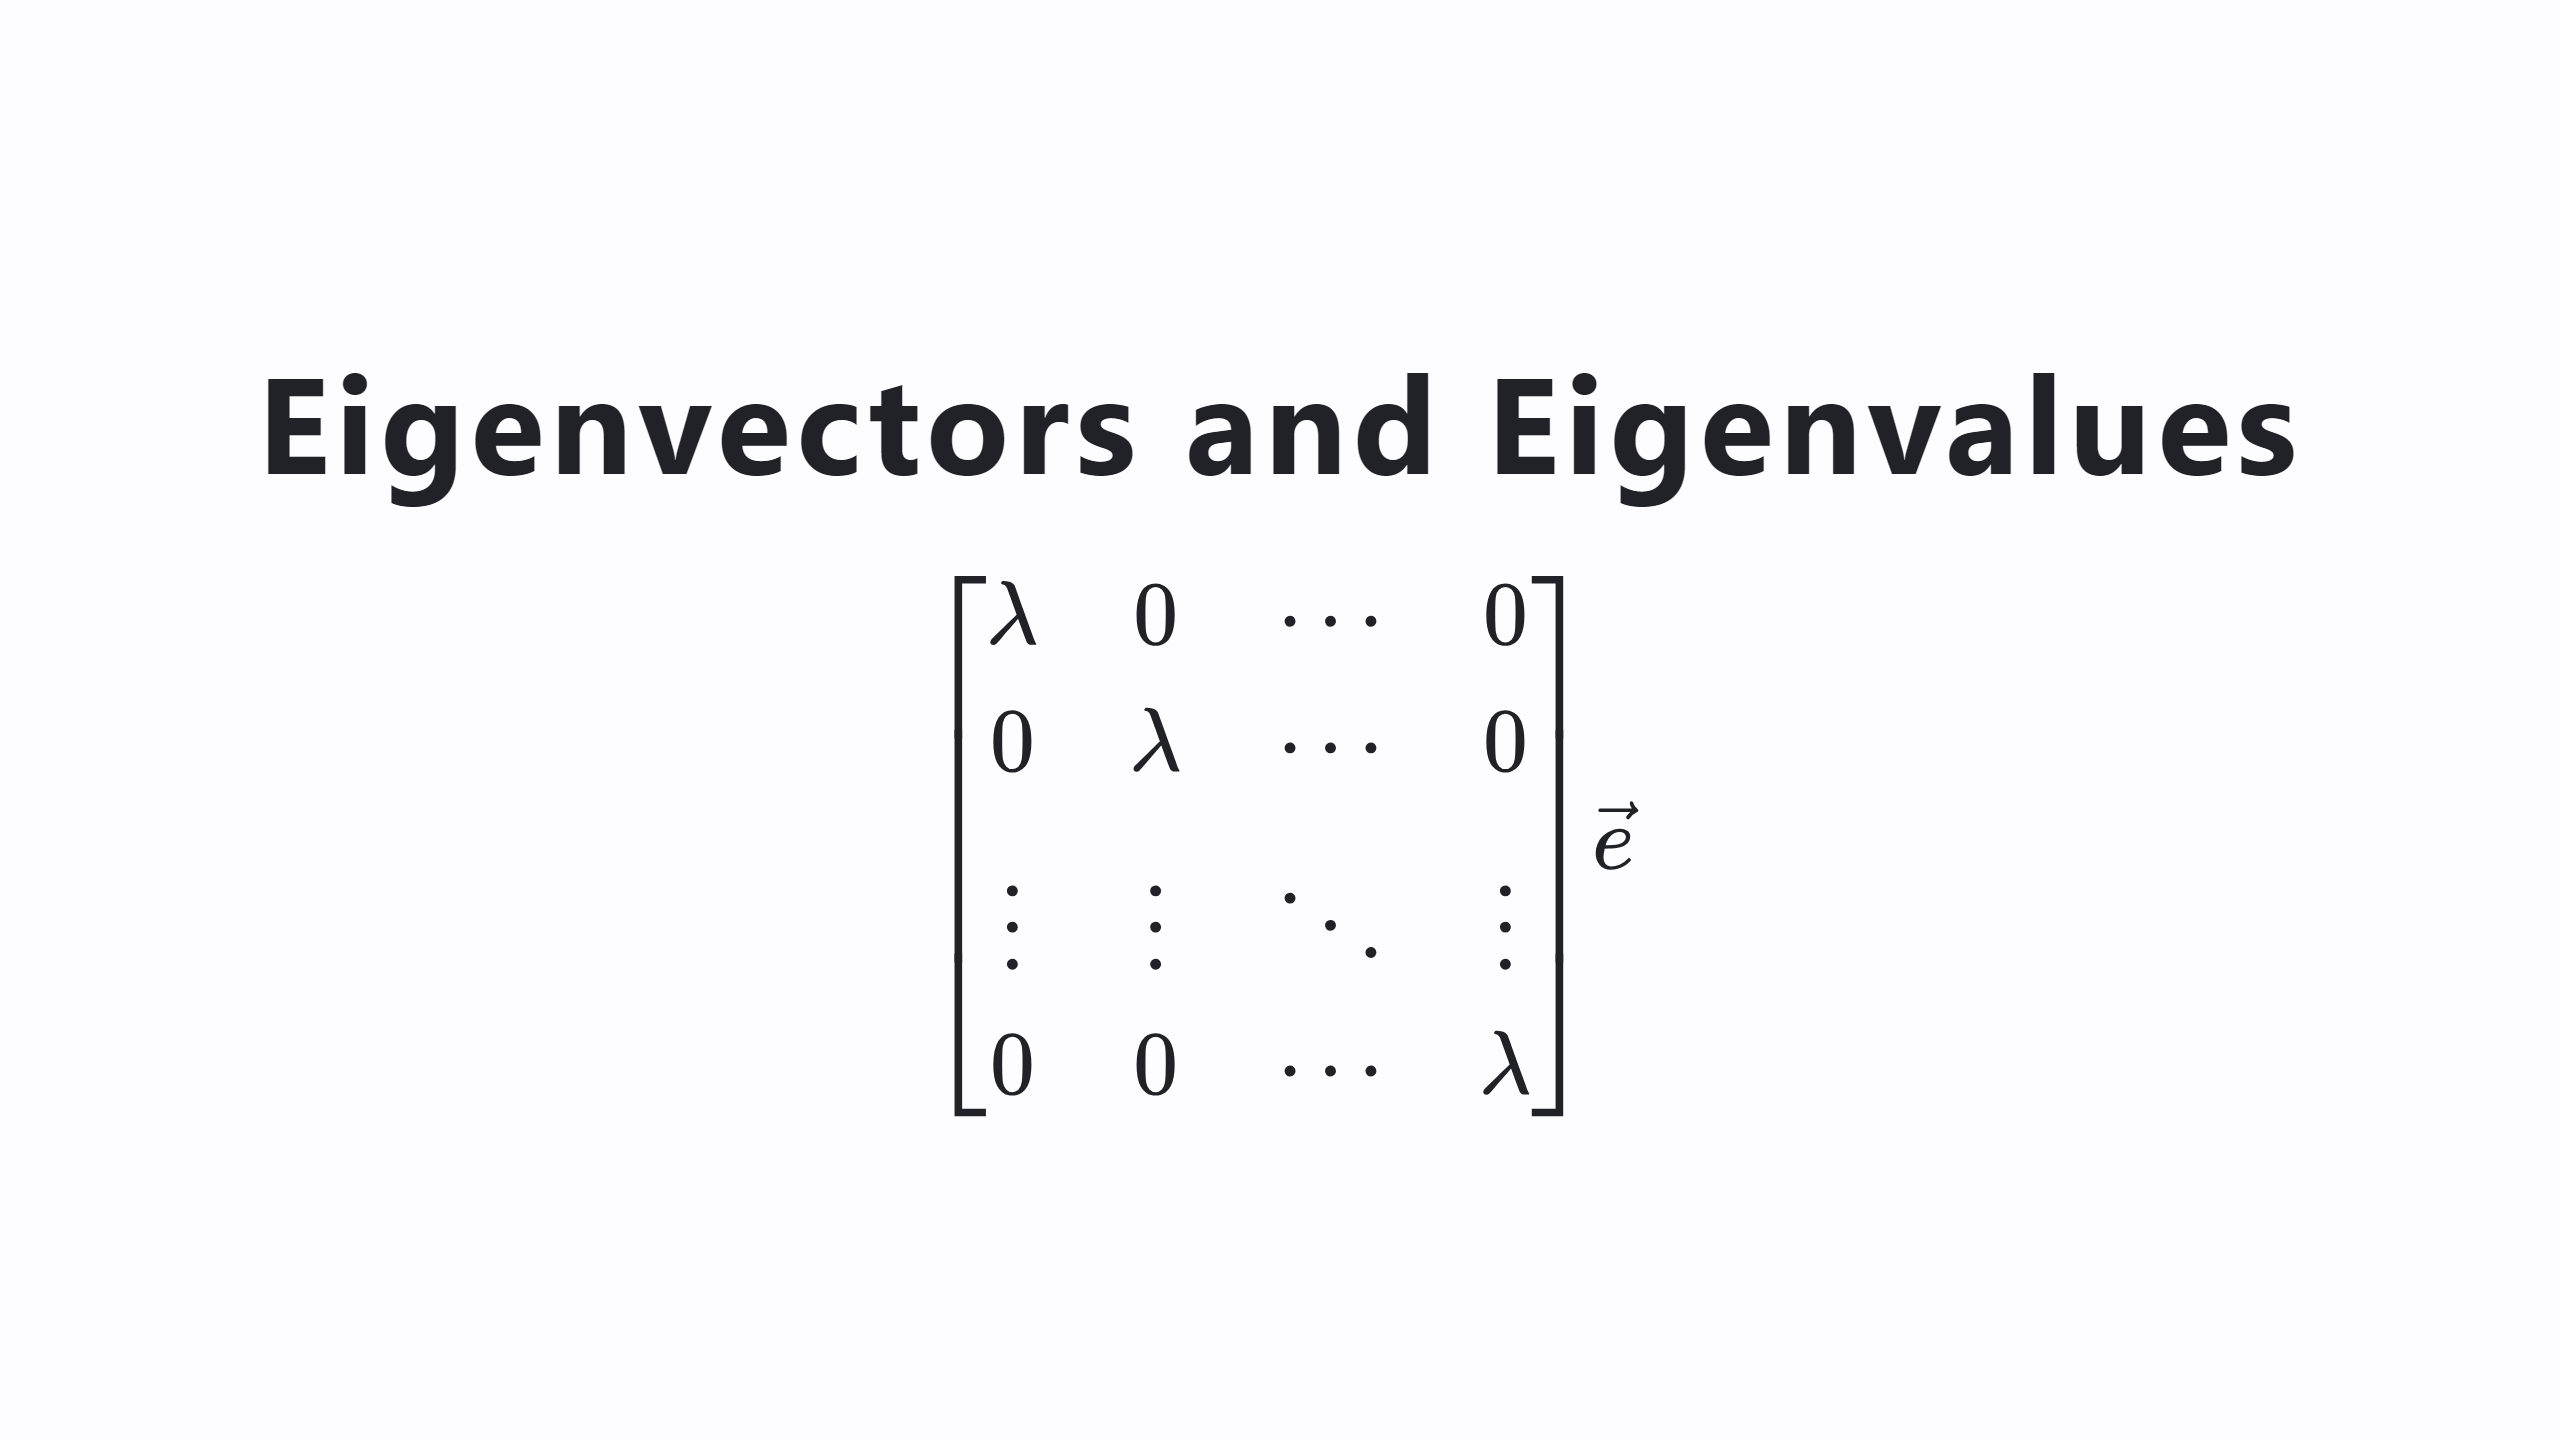 Eigenvectors and Eigenvalues
λ 0 ⋯ 0
0 λ ⋯ 0
⋮ ⋮ ⋱ ⋮
0 0 ⋯ λ
e⃗